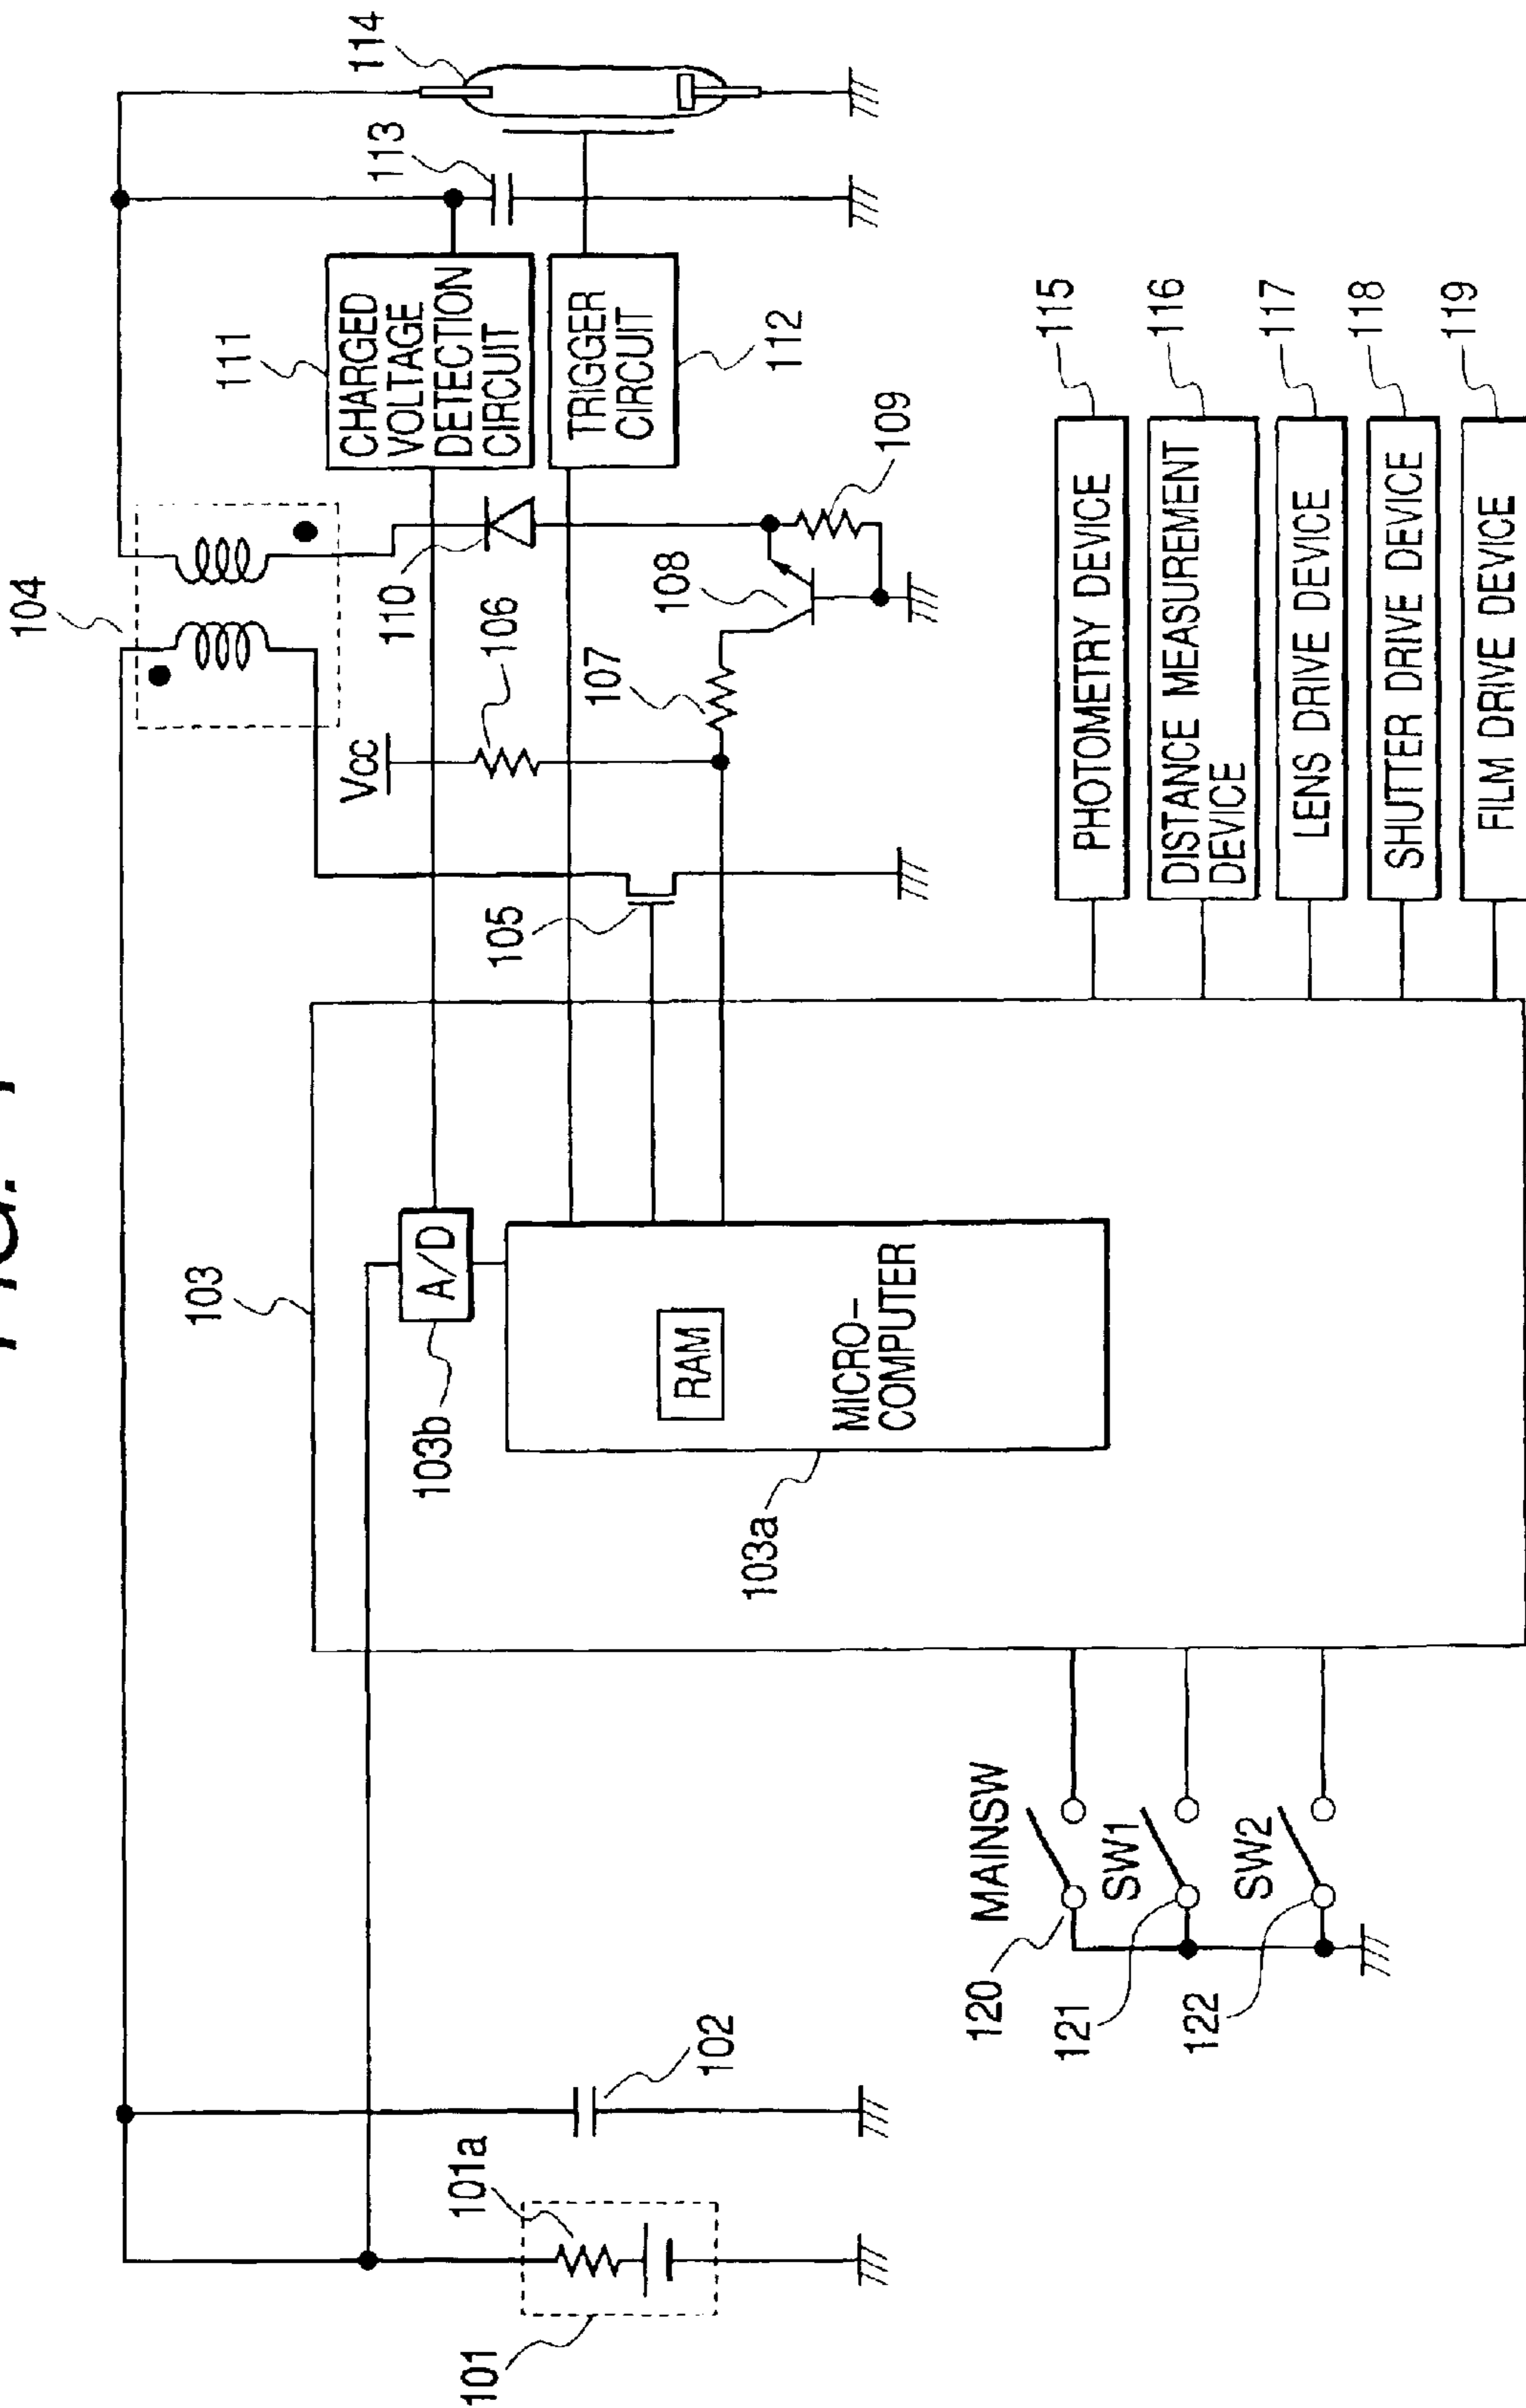 FIG. 1
104
114
113
111
CHARGED
VOLTAGE
DETECTION
CIRCUIT
TRIGGER
CIRCUIT
112
110
106
Vcc
107
108
109
105
103
A/D
103b
RAM
MICRO-
COMPUTER
103a
101
101a
102
MAINSW
SW1
SW2
120
121
122
PHOTOMETRY DEVICE
115
DISTANCE MEASUREMENT
DEVICE
116
LENS DRIVE DEVICE
117
SHUTTER DRIVE DEVICE
118
FILM DRIVE DEVICE
119